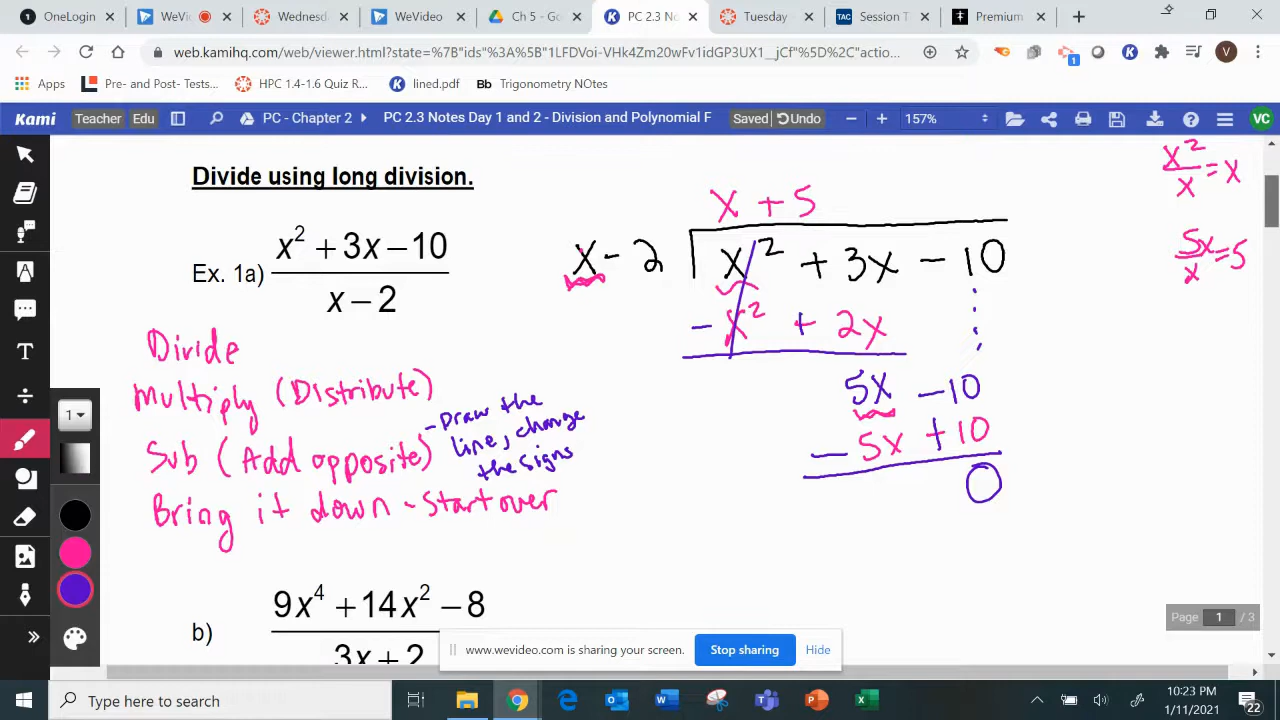 OneLogin
WeVideo
Wednesd
WeVideo
Ch-5 - Go
PC 2.3 No
Tuesday
Session T
Premium
web.kamihq.com/web/viewer.html?state=%7B"ids"%3A%5B"1LFDVoi-VHk4Zm20wFv1idGP3UX1__jCf"%5D%2C"actio...
Apps
Pre- and Post- Tests...
HPC 1.4-1.6 Quiz R...
lined.pdf
Bb Trigonometry NOtes
Kami
Teacher
Edu
PC - Chapter 2
PC 2.3 Notes Day 1 and 2 - Division and Polynomial F
Saved
Undo
157%
VC
Divide using long division.
Ex. 1a) (x² + 3x – 10)/(x – 2)
x + 5
x - 2 x² + 3x - 10
- x² + 2x
5x - 10
- 5x + 10
0
x²/x = x
5x/x = 5
Divide
Multiply (Distribute)
Sub (Add opposite)
- Draw the
line, change
the signs
Bring it down - start over
b) (9x⁴ + 14x² – 8)/(3x + 2)
Page 1 / 3
www.wevideo.com is sharing your screen.
Stop sharing
Hide
Type here to search
10:23 PM
1/11/2021
22